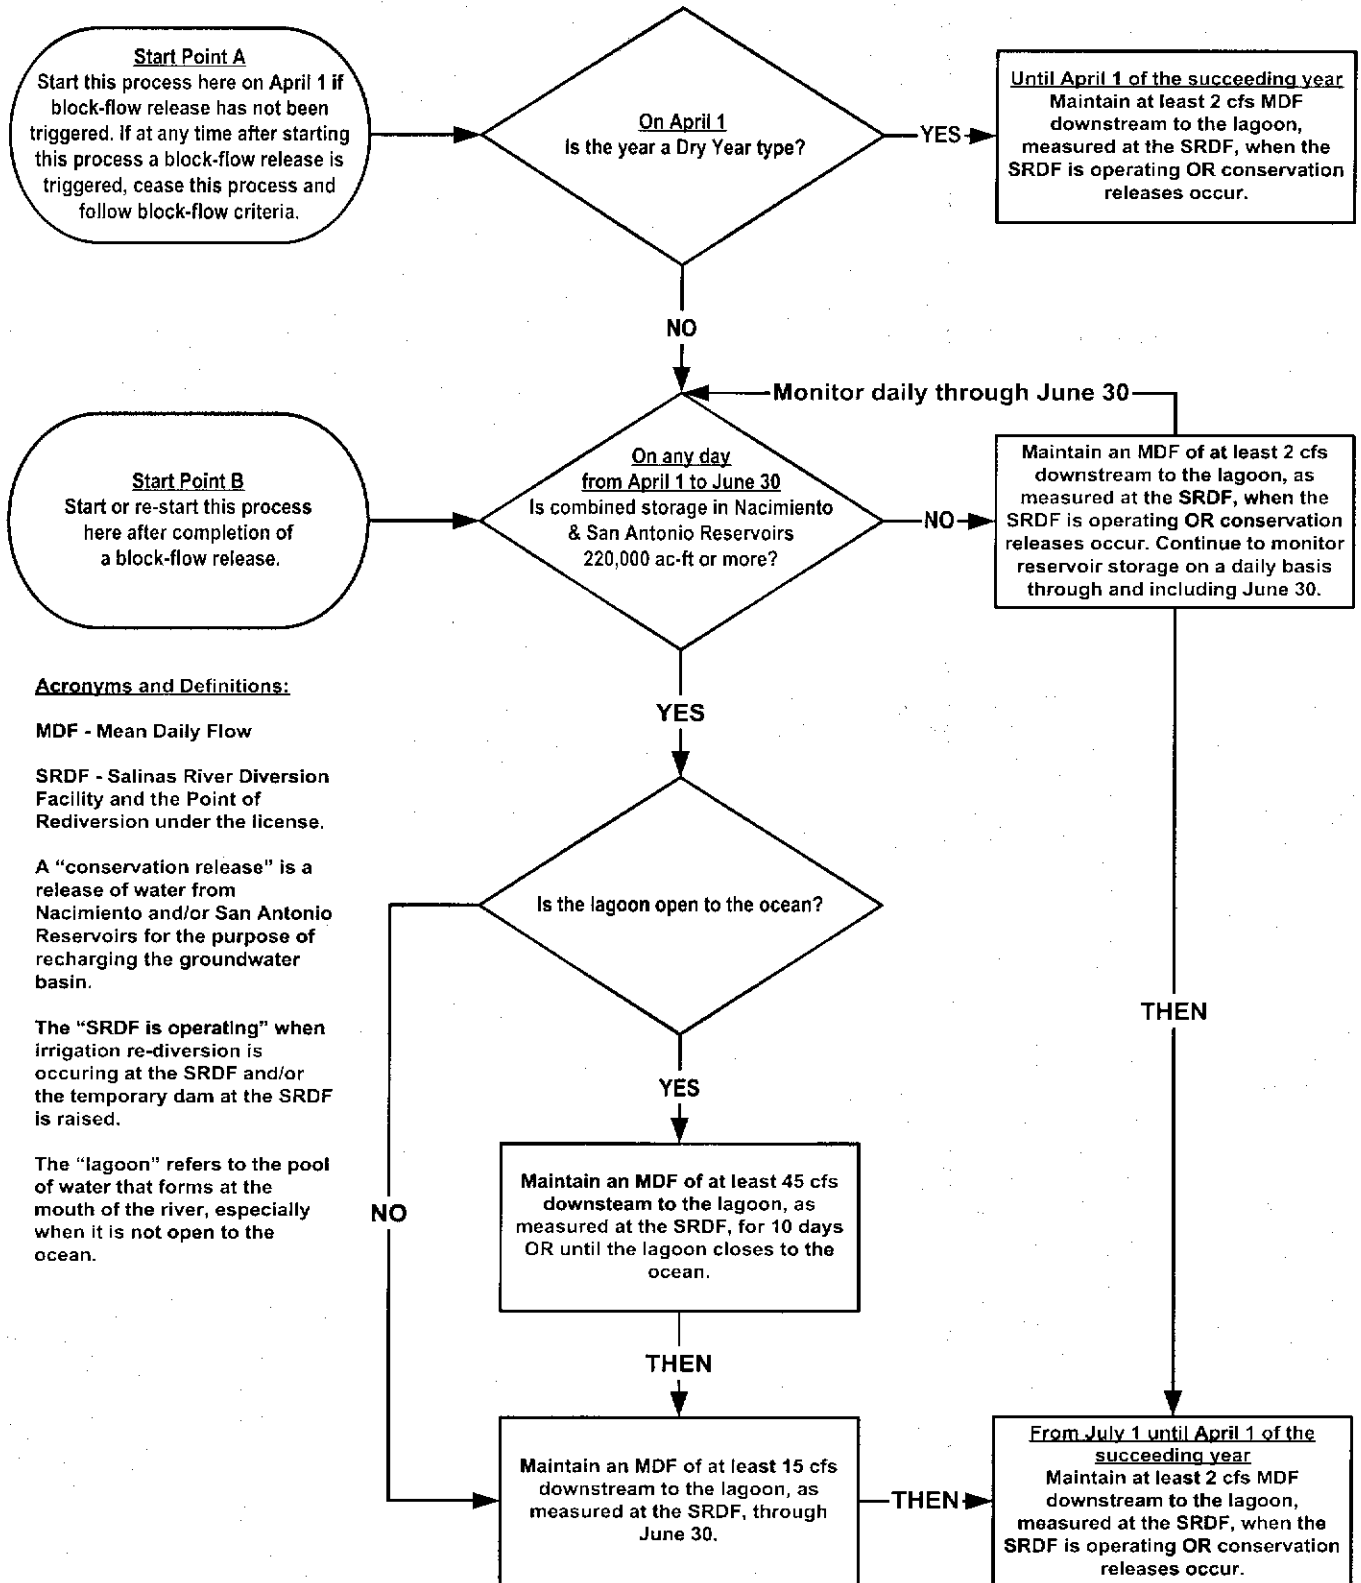 Start Point A
Start this process here on April 1 if
block-flow release has not been
triggered. If at any time after starting
this process a block-flow release is
triggered, cease this process and
follow block-flow criteria.
On April 1
Is the year a Dry Year type?
YES
Until April 1 of the succeeding year
Maintain at least 2 cfs MDF
downstream to the lagoon,
measured at the SRDF, when the
SRDF is operating OR conservation
releases occur.
NO
Monitor daily through June 30
Start Point B
Start or re-start this process
here after completion of
a block-flow release.
On any day
from April 1 to June 30
Is combined storage in Nacimiento
& San Antonio Reservoirs
220,000 ac-ft or more?
NO
Maintain an MDF of at least 2 cfs
downstream to the lagoon, as
measured at the SRDF, when the
SRDF is operating OR conservation
releases occur. Continue to monitor
reservoir storage on a daily basis
through and including June 30.
YES
Acronyms and Definitions:
MDF - Mean Daily Flow
SRDF - Salinas River Diversion
Facility and the Point of
Rediversion under the license.
A “conservation release” is a
release of water from
Nacimiento and/or San Antonio
Reservoirs for the purpose of
recharging the groundwater
basin.
The “SRDF is operating” when
irrigation re-diversion is
occuring at the SRDF and/or
the temporary dam at the SRDF
is raised.
The “lagoon” refers to the pool
of water that forms at the
mouth of the river, especially
when it is not open to the
ocean.
Is the lagoon open to the ocean?
THEN
YES
NO
Maintain an MDF of at least 45 cfs
downsteam to the lagoon, as
measured at the SRDF, for 10 days
OR until the lagoon closes to the
ocean.
THEN
Maintain an MDF of at least 15 cfs
downstream to the lagoon, as
measured at the SRDF, through
June 30.
THEN
From July 1 until April 1 of the
succeeding year
Maintain at least 2 cfs MDF
downstream to the lagoon,
measured at the SRDF, when the
SRDF is operating OR conservation
releases occur.